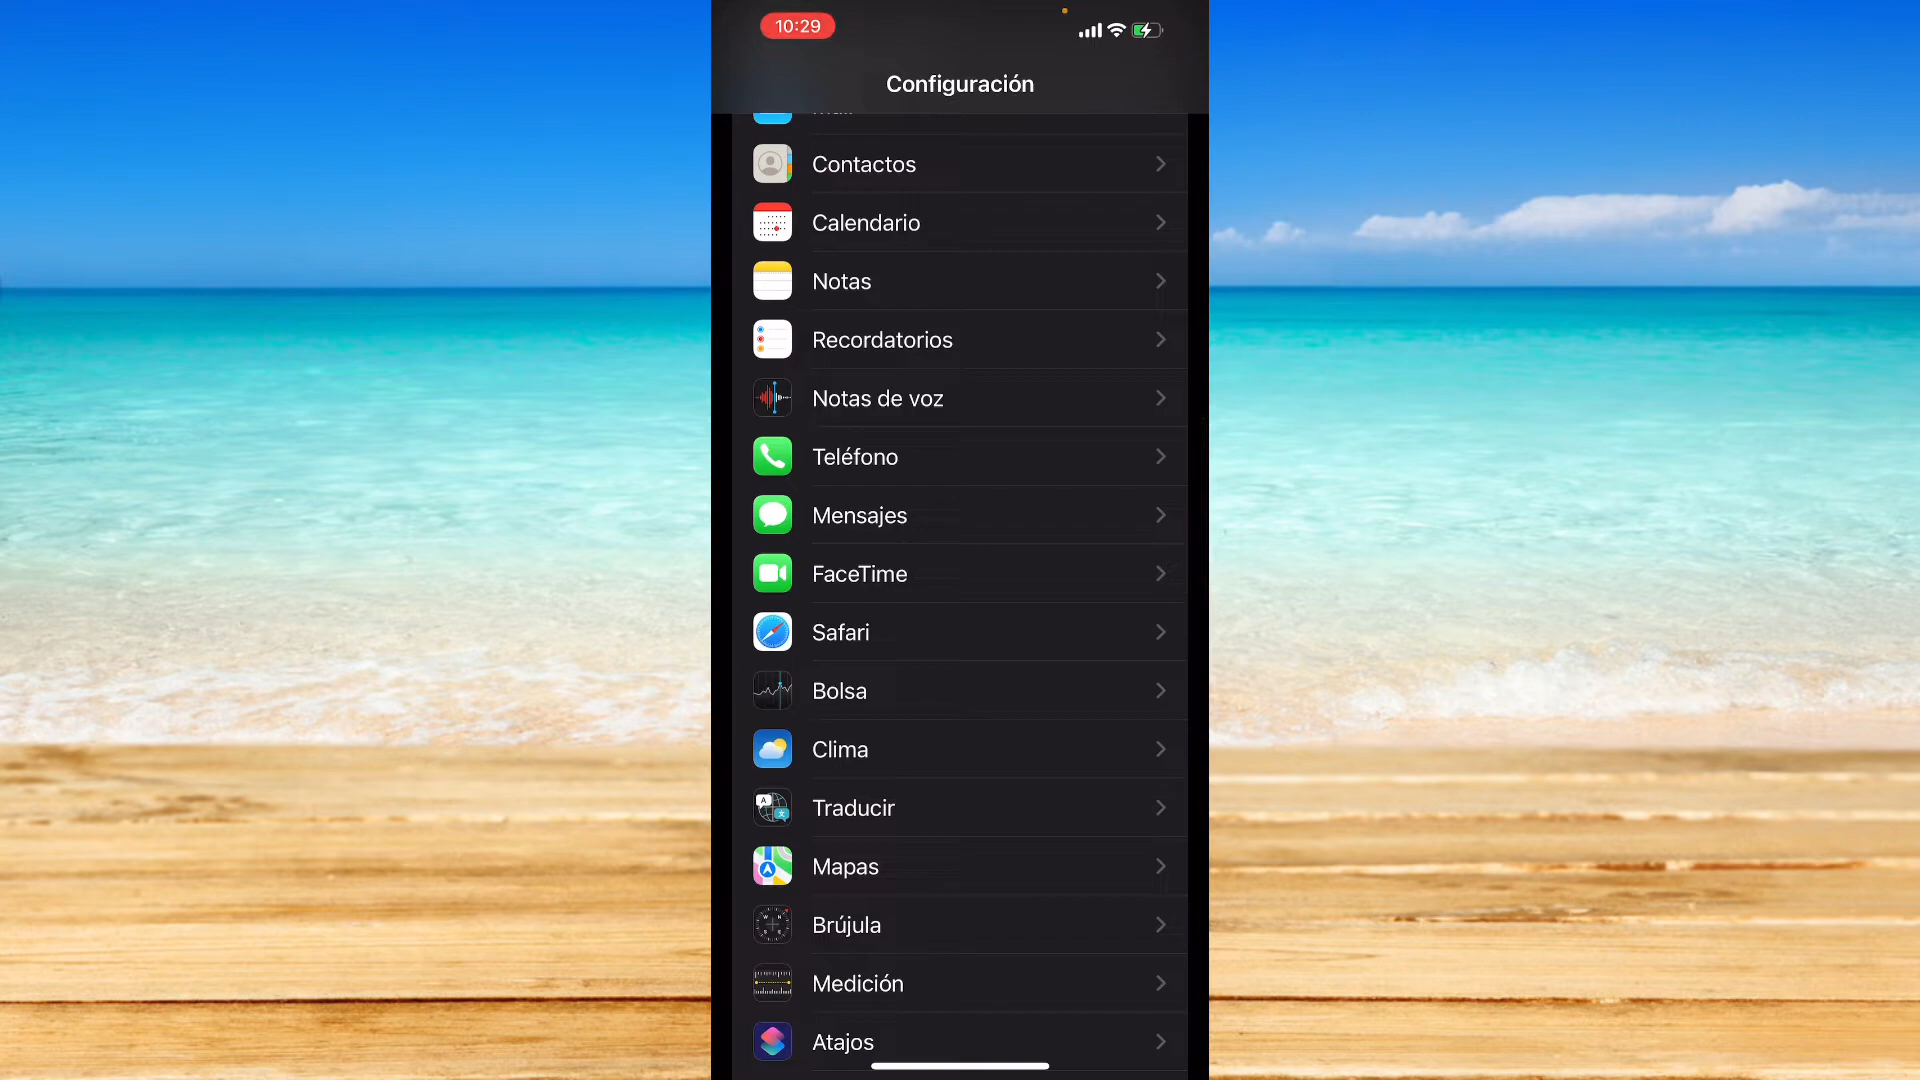 10:29
Configuración
Contactos
Calendario
Notas
Recordatorios
Notas de voz
Teléfono
Mensajes
FaceTime
Safari
Bolsa
Clima
Traducir
Mapas
Brújula
Medición
Atajos